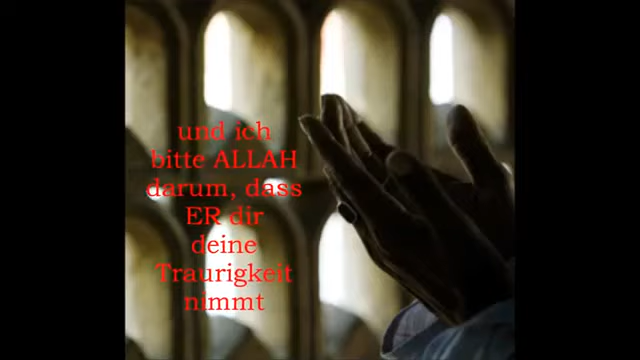 und ich
bitte ALLAH
darum, dass
ER dir
deine
Traurigkeit
nimmt